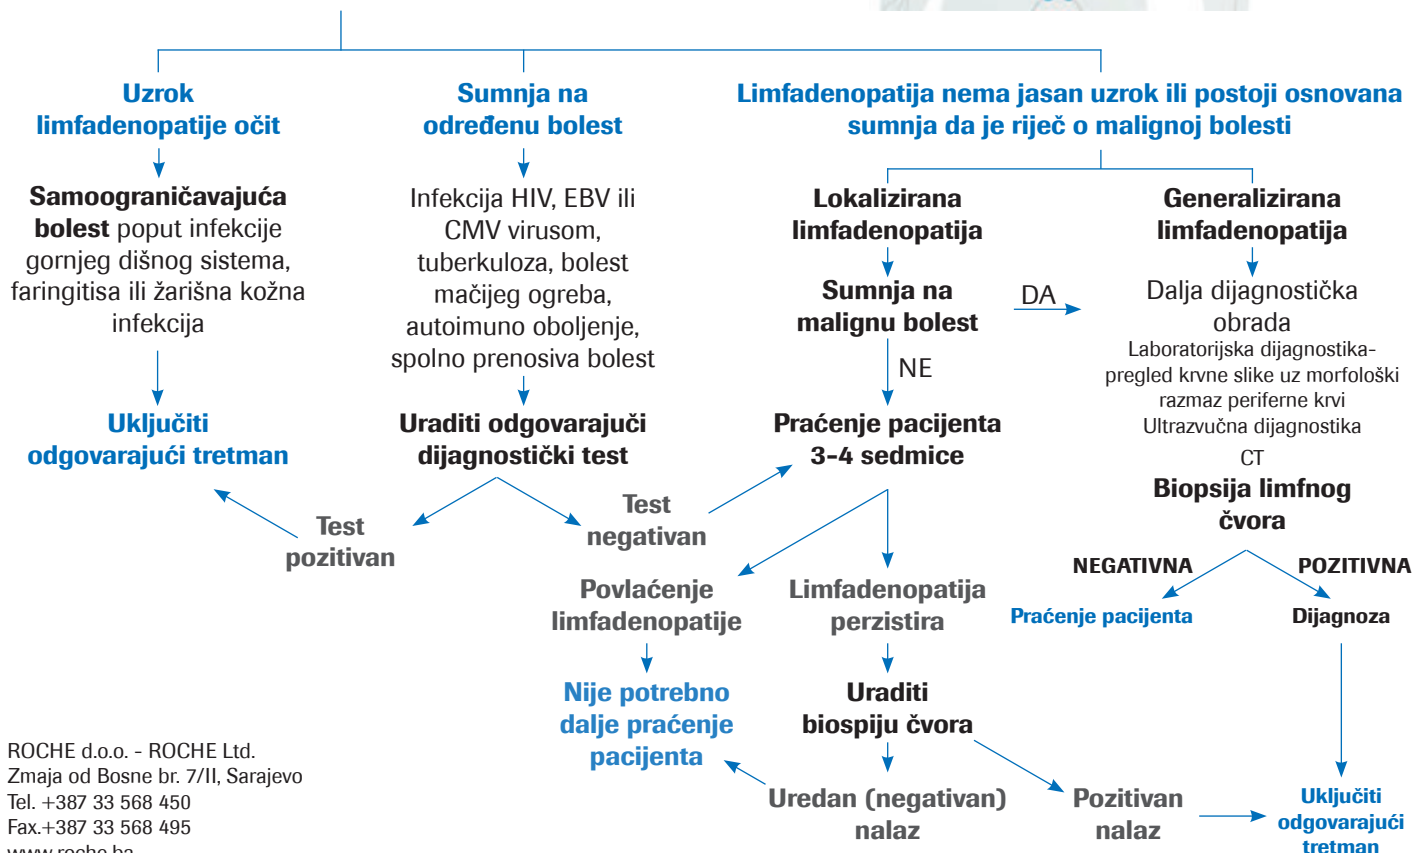 Uzrok
limfadenopatije očit
Sumnja na
određenu bolest
Limfadenopatija nema jasan uzrok ili postoji osnovana
sumnja da je riječ o malignoj bolesti
Samoograničavajuća
bolest poput infekcije
gornjeg dišnog sistema,
faringitisa ili žarišna kožna
infekcija
Infekcija HIV, EBV ili
CMV virusom,
tuberkuloza, bolest
mačijeg ogreba,
autoimuno oboljenje,
spolno prenosiva bolest
Lokalizirana
limfadenopatija
Generalizirana
limfadenopatija
Sumnja na
malignu bolest
DA
NE
Dalja dijagnostička
obrada
Laboratorijska dijagnostika-
pregled krvne slike uz morfološki
razmaz periferne krvi
Ultrazvučna dijagnostika
CT
Biopsija limfnog
čvora
Uključiti
odgovarajući tretman
Uraditi odgovarajuči
dijagnostički test
Praćenje pacijenta
3-4 sedmice
Test
pozitivan
Test
negativan
NEGATIVNA
POZITIVNA
Praćenje pacijenta
Dijagnoza
Povlaćenje
limfadenopatije
Limfadenopatija
perzistira
Nije potrebno
dalje praćenje
pacijenta
Uraditi
biospiju čvora
Uredan (negativan)
nalaz
Pozitivan
nalaz
Uključiti
odgovarajući
tretman
ROCHE d.o.o. - ROCHE Ltd.
Zmaja od Bosne br. 7/II, Sarajevo
Tel. +387 33 568 450
Fax.+387 33 568 495
www.roche.ba